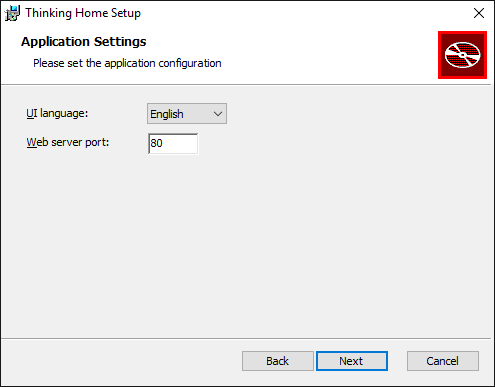 Thinking Home Setup
Application Settings
Please set the application configuration
UI language: English
Web server port: 80
Back Next Cancel